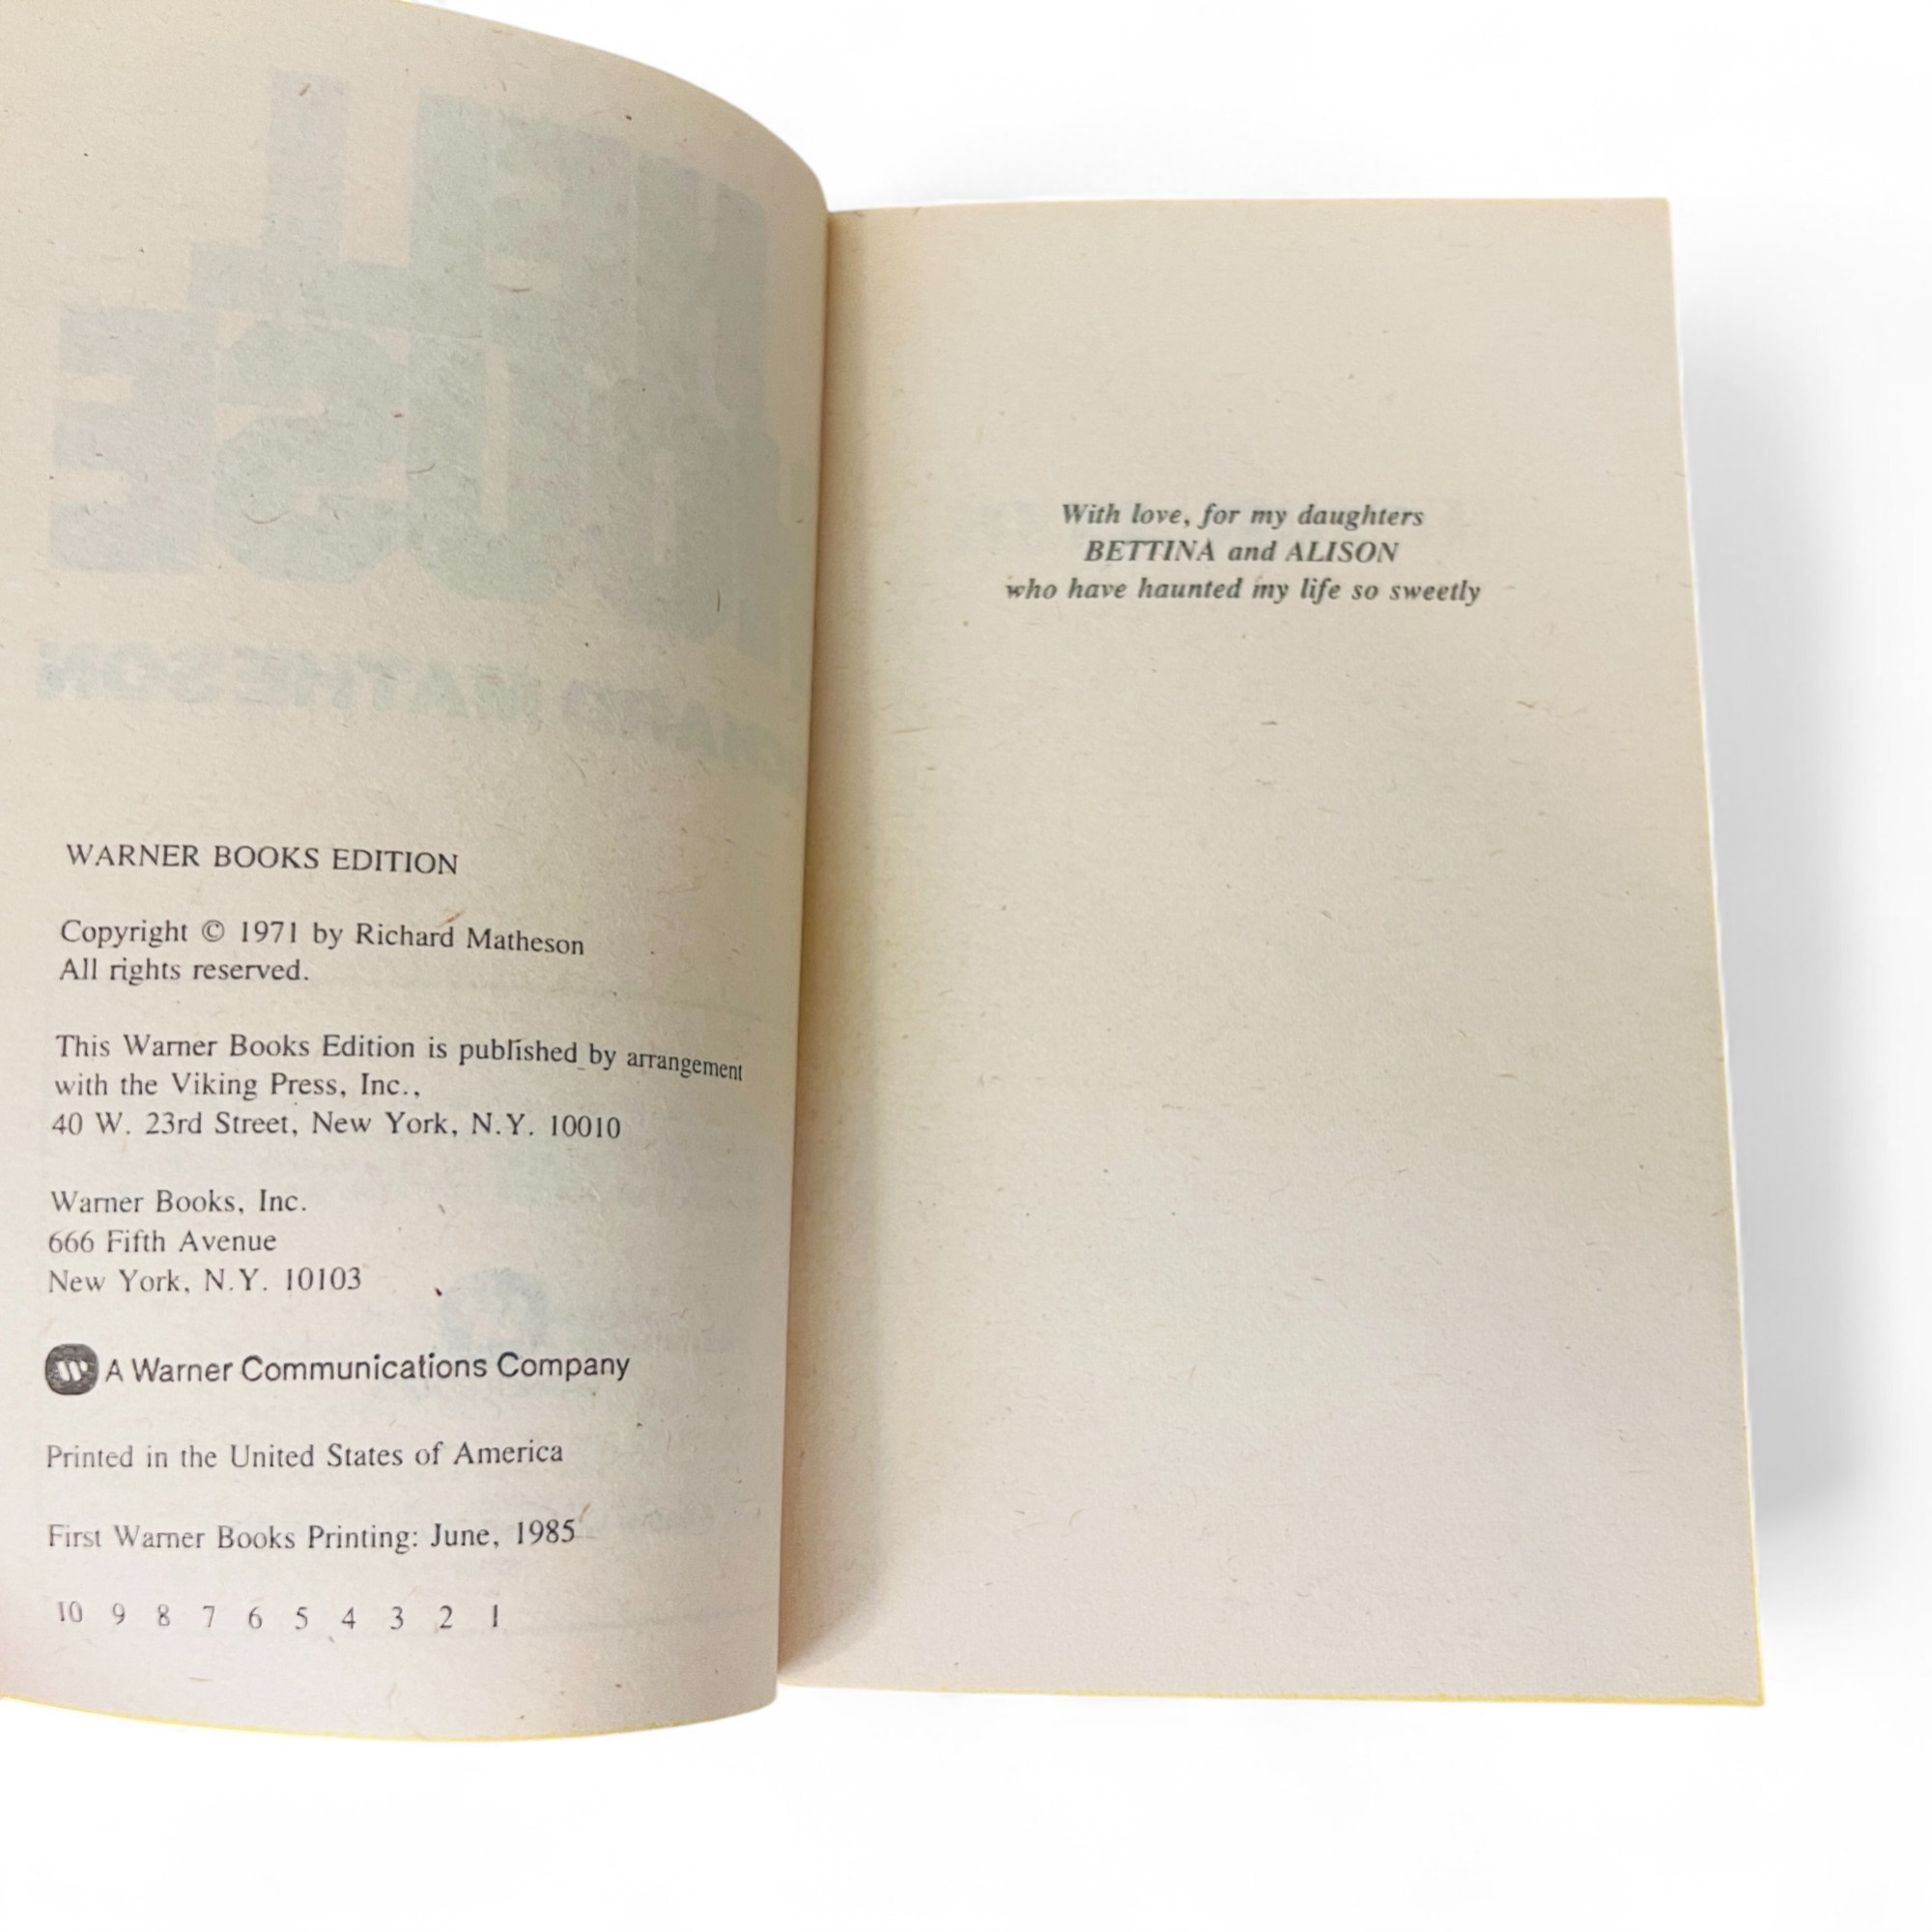 WARNER BOOKS EDITION
Copyright © 1971 by Richard Matheson
All rights reserved.
This Warner Books Edition is published by arrangement
with the Viking Press, Inc.,
40 W. 23rd Street, New York, N.Y. 10010
Warner Books, Inc.
666 Fifth Avenue
New York, N.Y. 10103
W A Warner Communications Company
Printed in the United States of America
First Warner Books Printing: June, 1985
10 9 8 7 6 5 4 3 2 1
With love, for my daughters
BETTINA and ALISON
who have haunted my life so sweetly